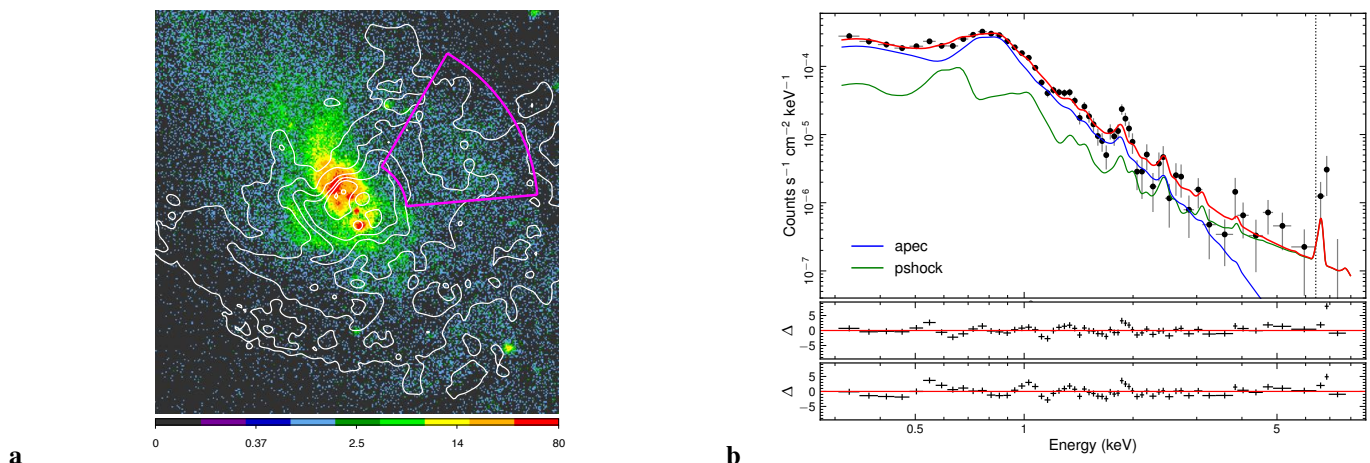 0 0.37 2.5 14 80
a
Counts s⁻¹ cm⁻² keV⁻¹
10⁻⁴
10⁻⁵
10⁻⁶
10⁻⁷
apec
pshock
Δ
5
0
−5
Δ
5
0
−5
0.5 1 2 5
Energy (keV)
b